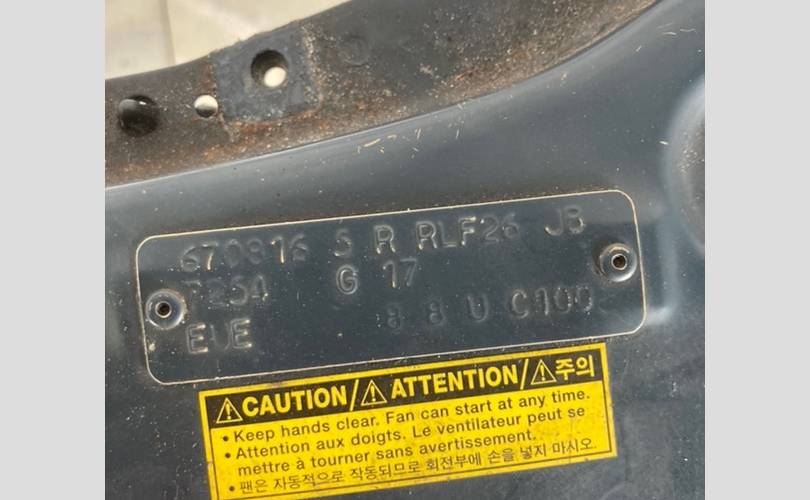 670816 5 R RLF26 JB
T254 G 17
EUE 8 8 U C100
⚠CAUTION/⚠ATTENTION/⚠주의
• Keep hands clear. Fan can start at any time.
• Attention aux doigts. Le ventilateur peut se
mettre à tourner sans avertissement.
• 팬은 자동적으로 작동되므로 회전부에 손을 넣지 마시오.